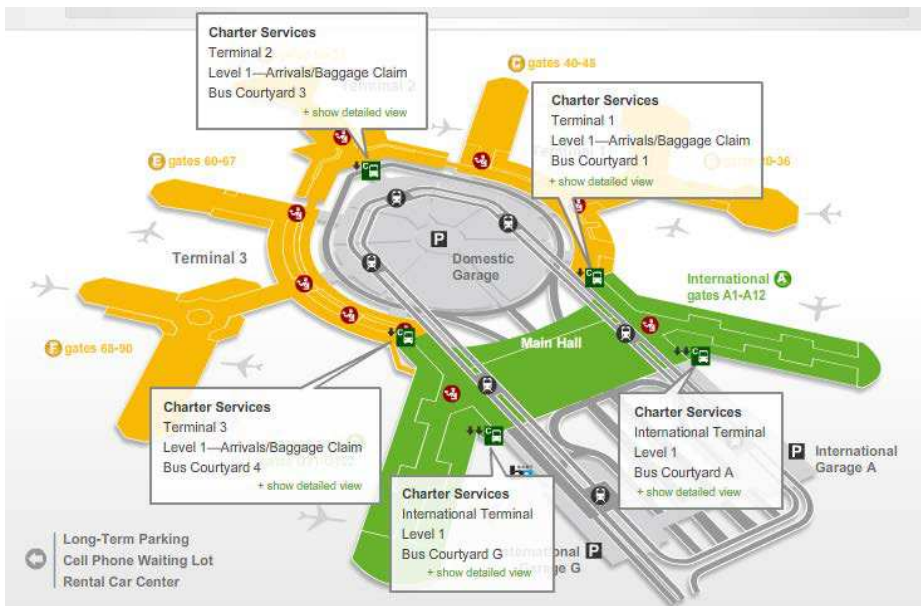 Charter Services
Terminal 2
Level 1—Arrivals/Baggage Claim
Bus Courtyard 3
+ show detailed view
Terminal 2
C gates 40-48
Charter Services
Terminal 1
Level 1—Arrivals/Baggage Claim
Bus Courtyard 1
+ show detailed view
E gates 60-67
P
Domestic
Garage
Terminal 3
International A
gates A1-A12
F gates 68-90
Main Hall
Charter Services
Terminal 3
Level 1—Arrivals/Baggage Claim
Bus Courtyard 4
+ show detailed view
Charter Services
International Terminal
Level 1
Bus Courtyard A
+ show detailed view
P International
Garage A
Charter Services
International Terminal
Level 1
Bus Courtyard G
+ show detailed view
International P
Garage G
Long-Term Parking
Cell Phone Waiting Lot
Rental Car Center